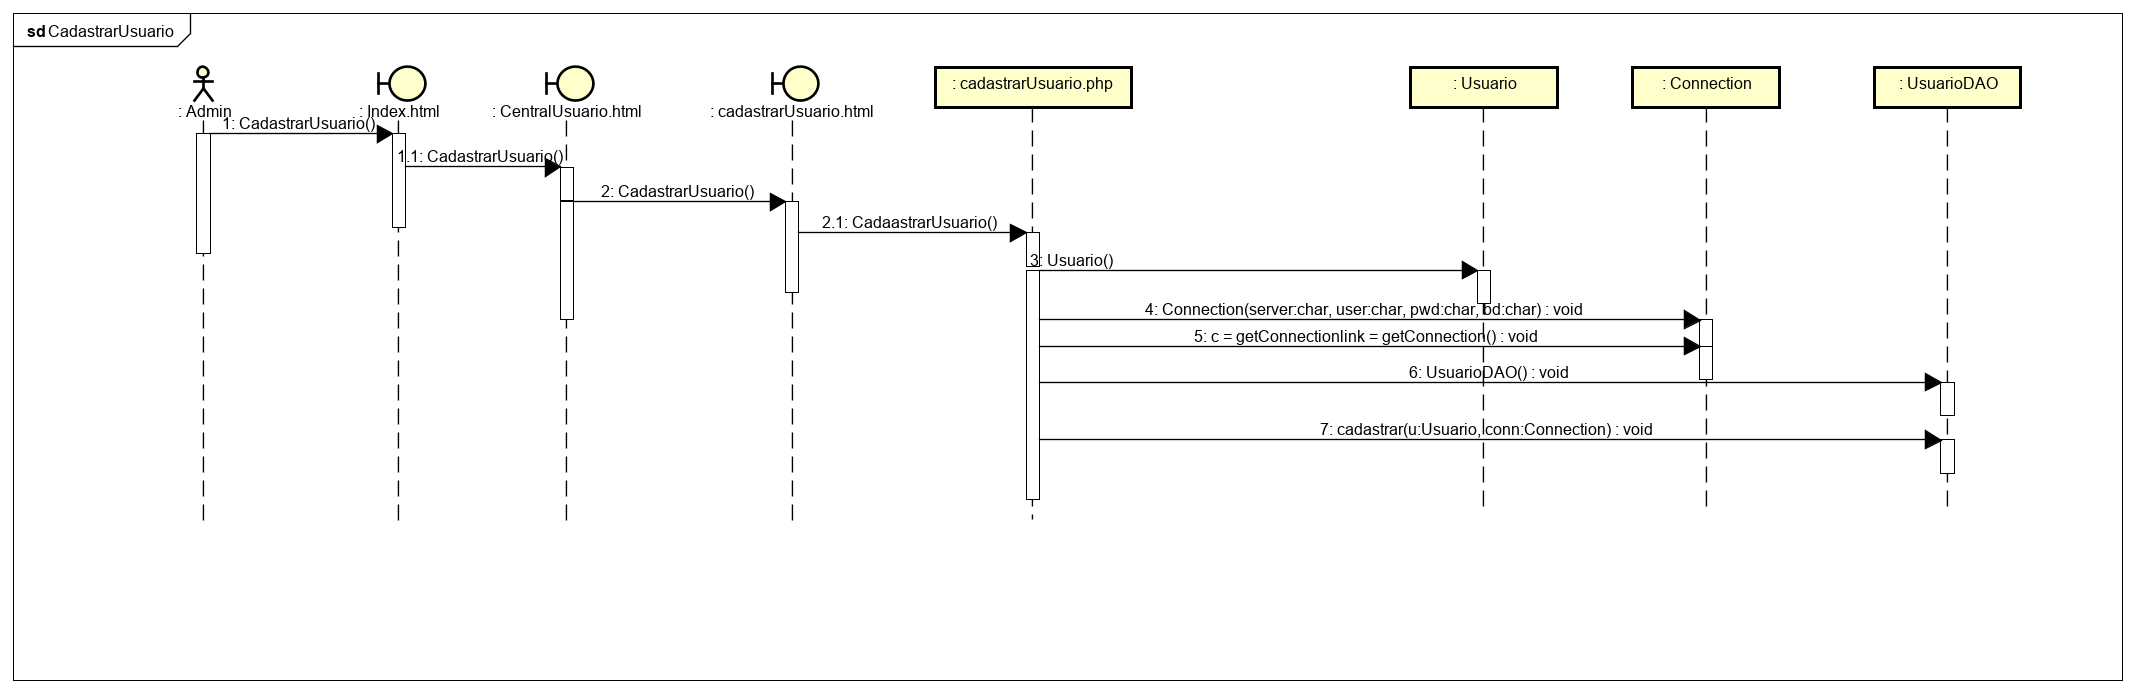 sd CadastrarUsuario
: Admin
: Index.html
: CentralUsuario.html
: cadastrarUsuario.html
: cadastrarUsuario.php
: Usuario
: Connection
: UsuarioDAO
1: CadastrarUsuario()
1.1: CadastrarUsuario()
2: CadastrarUsuario()
2.1: CadaastrarUsuario()
3: Usuario()
4: Connection(server:char, user:char, pwd:char, bd:char) : void
5: c = getConnectionlink = getConnection() : void
6: UsuarioDAO() : void
7: cadastrar(u:Usuario, conn:Connection) : void